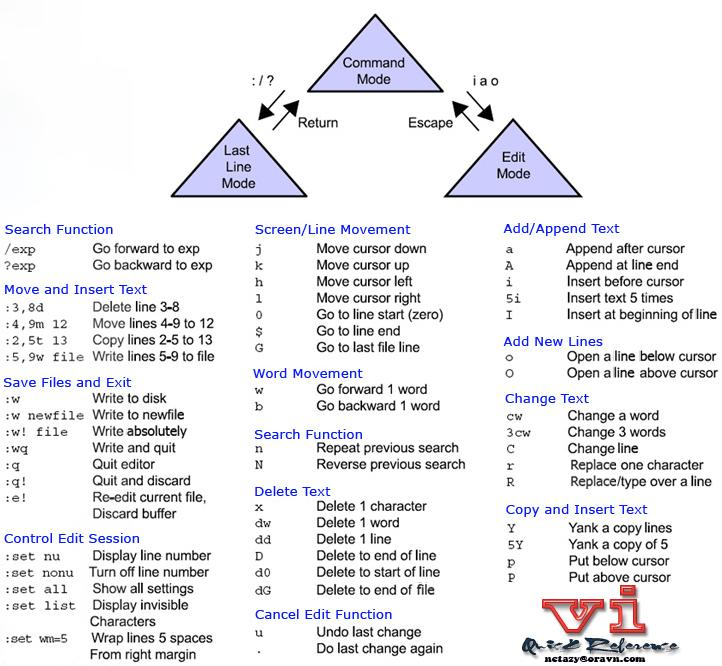 Command
Mode
: / ?
i a o
Return
Escape
Last
Line
Mode
Edit
Mode
Search Function
/exp Go forward to exp
?exp Go backward to exp
Move and Insert Text
:3,8d Delete line 3-8
:4,9m 12 Move lines 4-9 to 12
:2,5t 13 Copy lines 2-5 to 13
:5,9w file Write lines 5-9 to file
Save Files and Exit
:w Write to disk
:w newfile Write to newfile
:w! file Write absolutely
:wq Write and quit
:q Quit editor
:q! Quit and discard
:e! Re-edit current file,
Discard buffer
Control Edit Session
:set nu Display line number
:set nonu Turn off line number
:set all Show all settings
:set list Display invisible
Characters
:set wm=5 Wrap lines 5 spaces
From right margin
Screen/Line Movement
j Move cursor down
k Move cursor up
h Move cursor left
l Move cursor right
0 Go to line start (zero)
$ Go to line end
G Go to last file line
Word Movement
w Go forward 1 word
b Go backward 1 word
Search Function
n Repeat previous search
N Reverse previous search
Delete Text
x Delete 1 character
dw Delete 1 word
dd Delete 1 line
D Delete to end of line
d0 Delete to start of line
dG Delete to end of file
Cancel Edit Function
u Undo last change
. Do last change again
Add/Append Text
a Append after cursor
A Append at line end
i Insert before cursor
5i Insert text 5 times
I Insert at beginning of line
Add New Lines
o Open a line below cursor
O Open a line above cursor
Change Text
cw Change a word
3cw Change 3 words
C Change line
r Replace one character
R Replace/type over a line
Copy and Insert Text
Y Yank a copy lines
5Y Yank a copy of 5
p Put below cursor
P Put above cursor
vi
Quick Reference
netazy@oravn.com